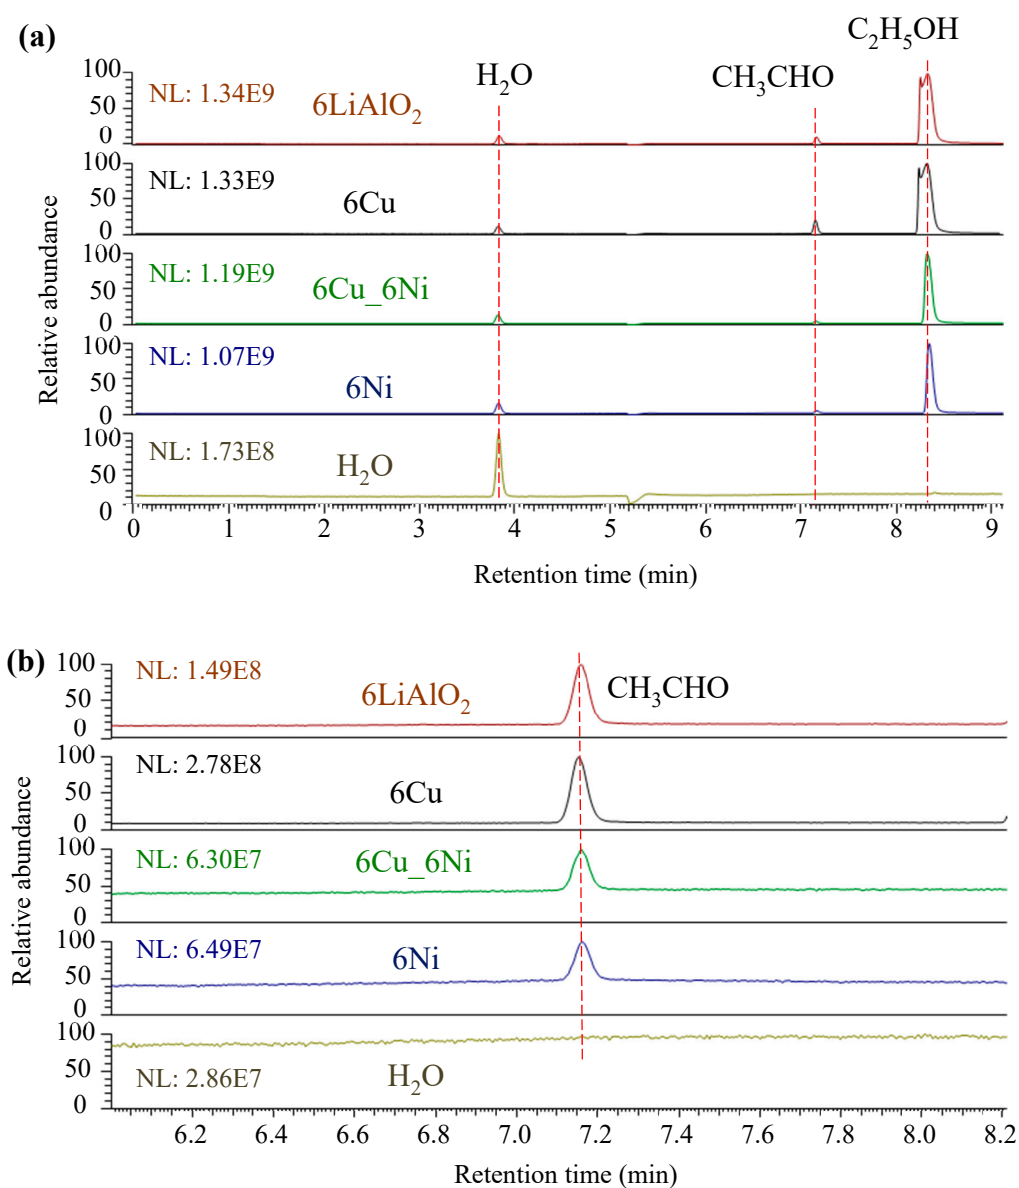 (a)
C₂H₅OH
H₂O
CH₃CHO
100
50
0
NL: 1.34E9
6LiAlO₂
100
50
0
NL: 1.33E9
6Cu
100
50
0
NL: 1.19E9
6Cu_6Ni
100
50
0
NL: 1.07E9
6Ni
100
50
0
NL: 1.73E8
H₂O
Relative abundance
0 1 2 3 4 5 6 7 8 9
Retention time (min)
(b)
100
50
0
NL: 1.49E8
6LiAlO₂
CH₃CHO
100
50
0
NL: 2.78E8
6Cu
100
50
0
NL: 6.30E7
6Cu_6Ni
100
50
0
NL: 6.49E7
6Ni
100
50
0
NL: 2.86E7
H₂O
Relative abundance
6.2 6.4 6.6 6.8 7.0 7.2 7.4 7.6 7.8 8.0 8.2
Retention time (min)